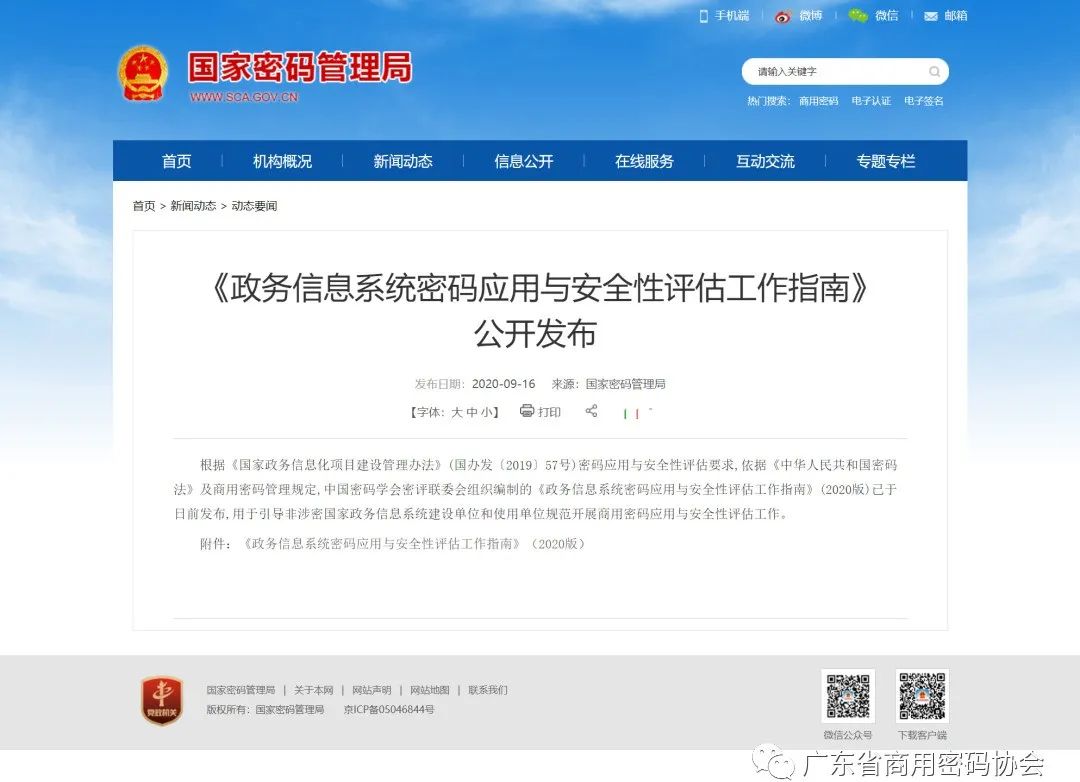 手机端 | 微博 | 微信 | 邮箱
国家密码管理局
WWW.SCA.GOV.CN
请输入关键字
热门搜索： 商用密码 电子认证 电子签名
首页 | 机构概况 | 新闻动态 | 信息公开 | 在线服务 | 互动交流 | 专题专栏
首页 > 新闻动态 > 动态要闻
《政务信息系统密码应用与安全性评估工作指南》
公开发布
发布日期： 2020-09-16 来源： 国家密码管理局
【字体： 大 中 小】 打印
根据《国家政务信息化项目建设管理办法》(国办发〔2019〕57号)密码应用与安全性评估要求,依据《中华人民共和国密码
法》及商用密码管理规定,中国密码学会密评联委会组织编制的《政务信息系统密码应用与安全性评估工作指南》(2020版)已于
日前发布,用于引导非涉密国家政务信息系统建设单位和使用单位规范开展商用密码应用与安全性评估工作。
附件： 《政务信息系统密码应用与安全性评估工作指南》（2020版）
党政机关
国家密码管理局 | 关于本网 | 网站声明 | 网站地图 | 联系我们
版权所有： 国家密码管理局 京ICP备05046844号
微信公众号 下载客户端
广东省商用密码协会